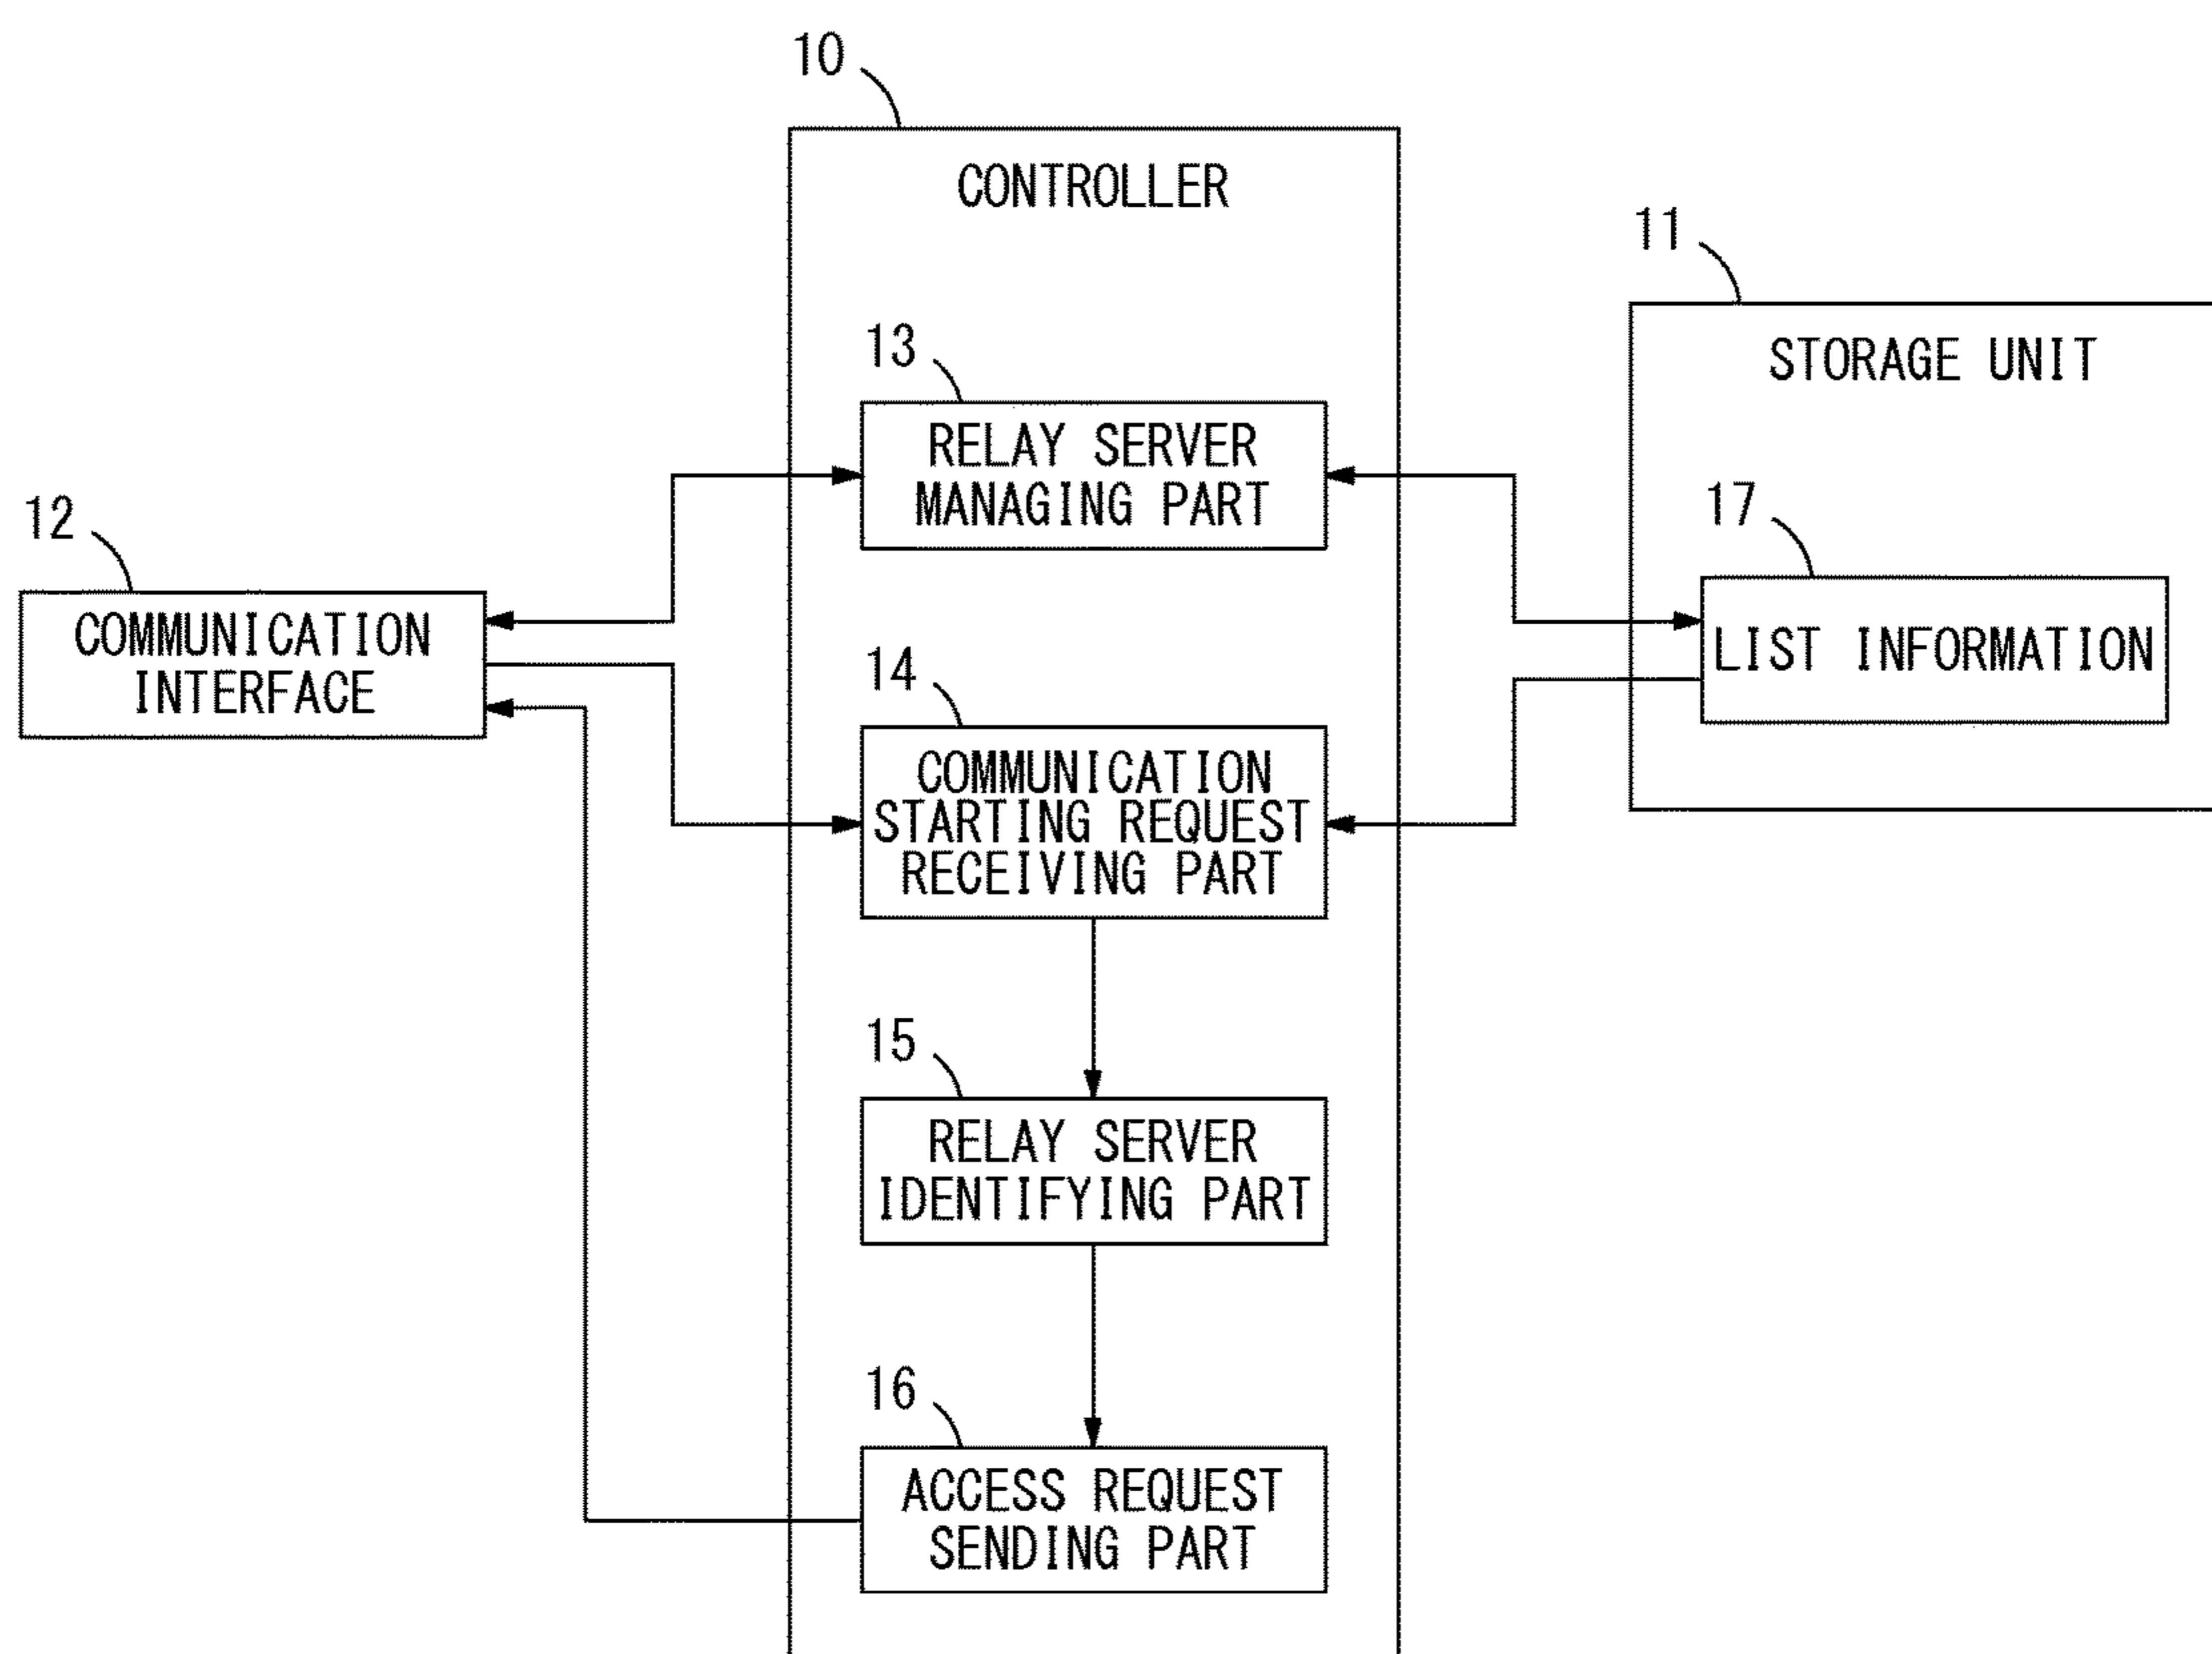 10
CONTROLLER
11
STORAGE UNIT
13
RELAY SERVER
MANAGING PART
17
LIST INFORMATION
12
COMMUNICATION
INTERFACE
14
COMMUNICATION
STARTING REQUEST
RECEIVING PART
15
RELAY SERVER
IDENTIFYING PART
16
ACCESS REQUEST
SENDING PART